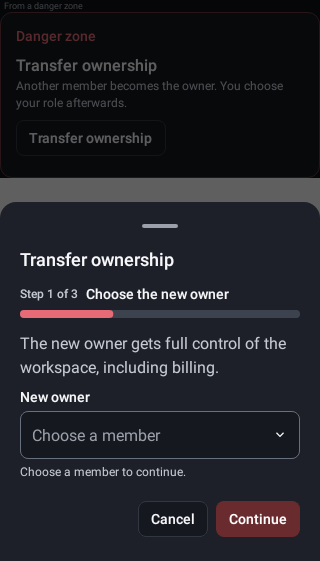 From a danger zone
Danger zone
Transfer ownership
Another member becomes the owner. You choose
your role afterwards.
Transfer ownership
Transfer ownership
Step 1 of 3 Choose the new owner
The new owner gets full control of the
workspace, including billing.
New owner
Choose a member
Choose a member to continue.
Cancel Continue